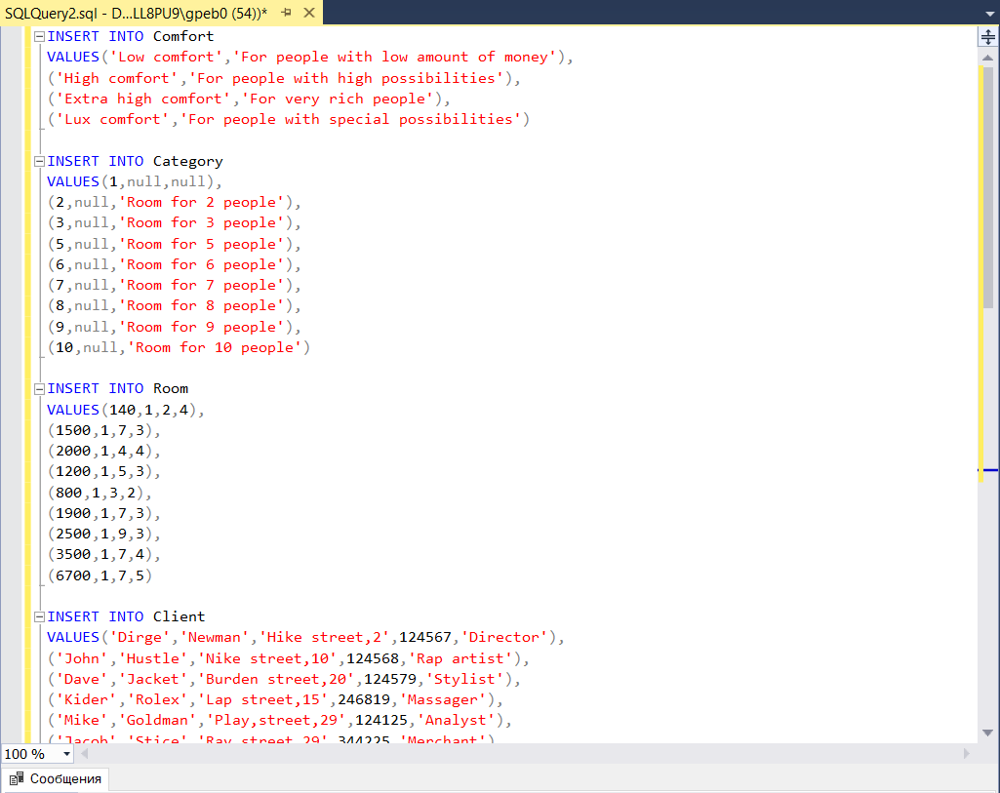 SQLQuery2.sql - D...LL8PU9\gpeb0 (54))*
INSERT INTO Comfort
VALUES('Low comfort','For people with low amount of money'),
('High comfort','For people with high possibilities'),
('Extra high comfort','For very rich people'),
('Lux comfort','For people with special possibilities')
INSERT INTO Category
VALUES(1,null,null),
(2,null,'Room for 2 people'),
(3,null,'Room for 3 people'),
(5,null,'Room for 5 people'),
(6,null,'Room for 6 people'),
(7,null,'Room for 7 people'),
(8,null,'Room for 8 people'),
(9,null,'Room for 9 people'),
(10,null,'Room for 10 people')
INSERT INTO Room
VALUES(140,1,2,4),
(1500,1,7,3),
(2000,1,4,4),
(1200,1,5,3),
(800,1,3,2),
(1900,1,7,3),
(2500,1,9,3),
(3500,1,7,4),
(6700,1,7,5)
INSERT INTO Client
VALUES('Dirge','Newman','Hike street,2',124567,'Director'),
('John','Hustle','Nike street,10',124568,'Rap artist'),
('Dave','Jacket','Burden street,20',124579,'Stylist'),
('Kider','Rolex','Lap street,15',246819,'Massager'),
('Mike','Goldman','Play,street,29',124125,'Analyst'),
('Jacob','Stice','Ray street,29',344225,'Merchant')
100 %
Сообщения